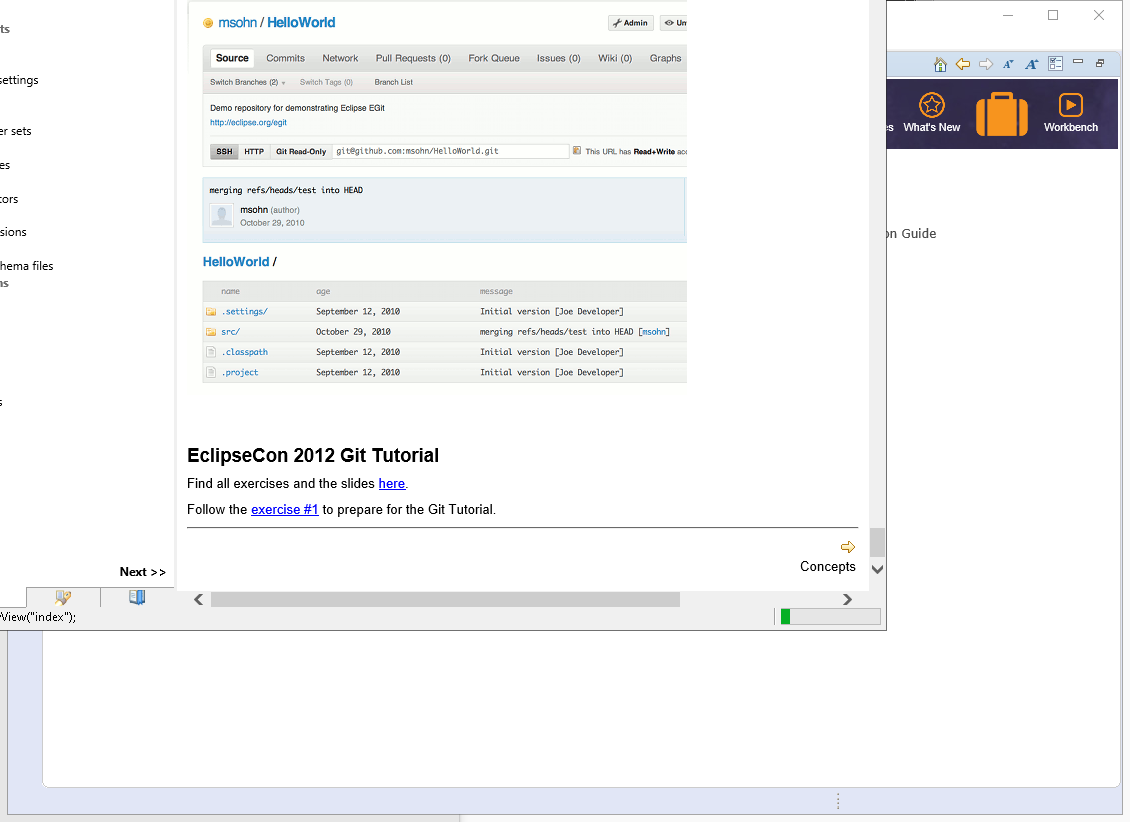 ts
settings
er sets
es
tors
sions
hema files
ns
s
Next >>
View("index");
msohn / HelloWorld
Admin
Un
Source Commits Network Pull Requests (0) Fork Queue Issues (0) Wiki (0) Graphs
Switch Branches (2) Switch Tags (0) Branch List
Demo repository for demonstrating Eclipse EGit
http://eclipse.org/egit
SSH HTTP Git Read-Only git@github.com:msohn/HelloWorld.git This URL has Read+Write acc
merging refs/heads/test into HEAD
msohn (author)
October 29, 2010
HelloWorld /
name age message
.settings/ September 12, 2010 Initial version [Joe Developer]
src/ October 29, 2010 merging refs/heads/test into HEAD [msohn]
.classpath September 12, 2010 Initial version [Joe Developer]
.project September 12, 2010 Initial version [Joe Developer]
EclipseCon 2012 Git Tutorial
Find all exercises and the slides here.
Follow the exercise #1 to prepare for the Git Tutorial.
Concepts
es What's New Workbench
on Guide